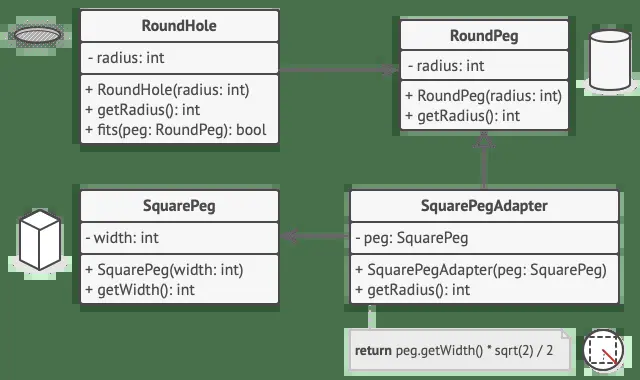 RoundHole
- radius: int
+ RoundHole(radius: int)
+ getRadius(): int
+ fits(peg: RoundPeg): bool
RoundPeg
- radius: int
+ RoundPeg(radius: int)
+ getRadius(): int
SquarePeg
- width: int
+ SquarePeg(width: int)
+ getWidth(): int
SquarePegAdapter
- peg: SquarePeg
+ SquarePegAdapter(peg: SquarePeg)
+ getRadius(): int
return peg.getWidth() * sqrt(2) / 2